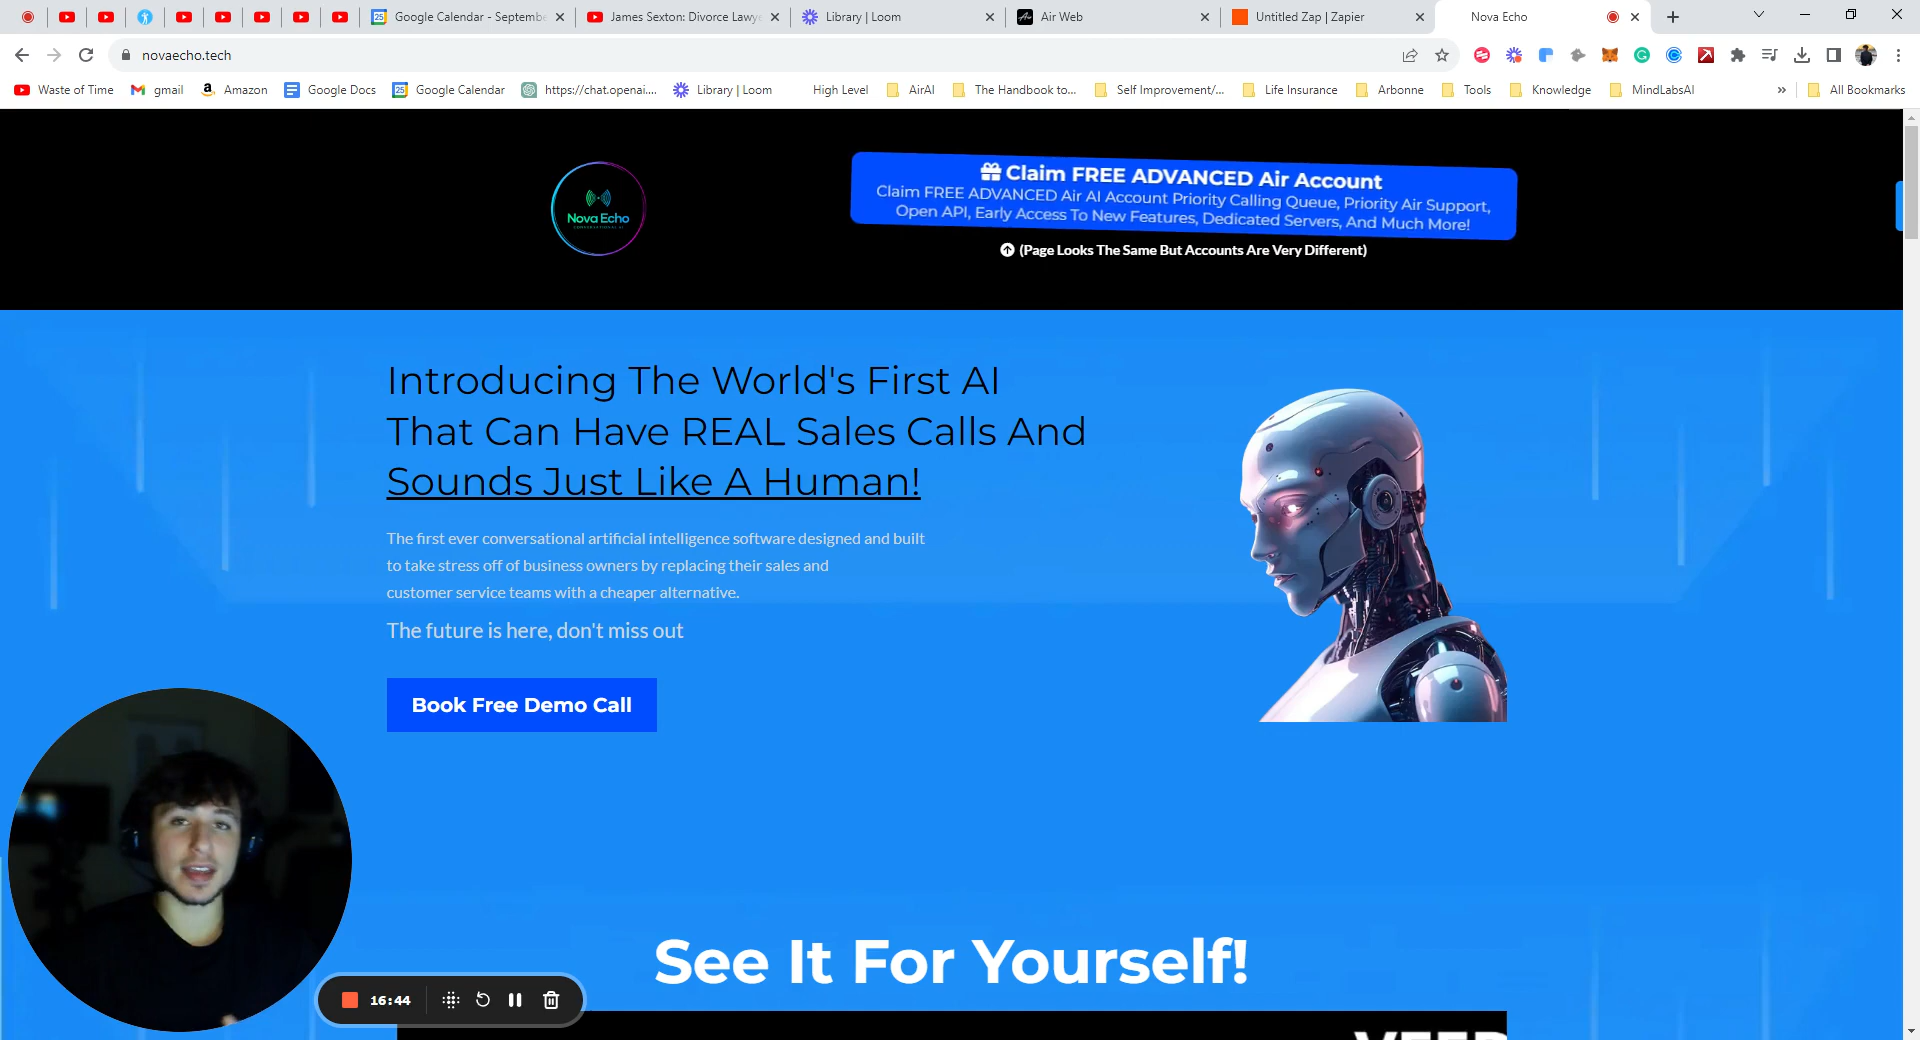 Google Calendar - Septembe
James Sexton: Divorce Lawye
Library | Loom
Air Web
Untitled Zap | Zapier
Nova Echo
novaecho.tech
Waste of Time
gmail
Amazon
Google Docs
Google Calendar
https://chat.openai....
Library | Loom
High Level
AirAI
The Handbook to...
Self Improvement/...
Life Insurance
Arbonne
Tools
Knowledge
MindLabsAI
»
All Bookmarks
Nova Echo
CONVERSATIONAL AI
Claim FREE ADVANCED Air Account
Claim FREE ADVANCED Air AI Account Priority Calling Queue, Priority Air Support,
Open API, Early Access To New Features, Dedicated Servers, And Much More!
(Page Looks The Same But Accounts Are Very Different)
Introducing The World's First AI
That Can Have REAL Sales Calls And
Sounds Just Like A Human!
The first ever conversational artificial intelligence software designed and built
to take stress off of business owners by replacing their sales and
customer service teams with a cheaper alternative.
The future is here, don't miss out
Book Free Demo Call
See It For Yourself!
16:44